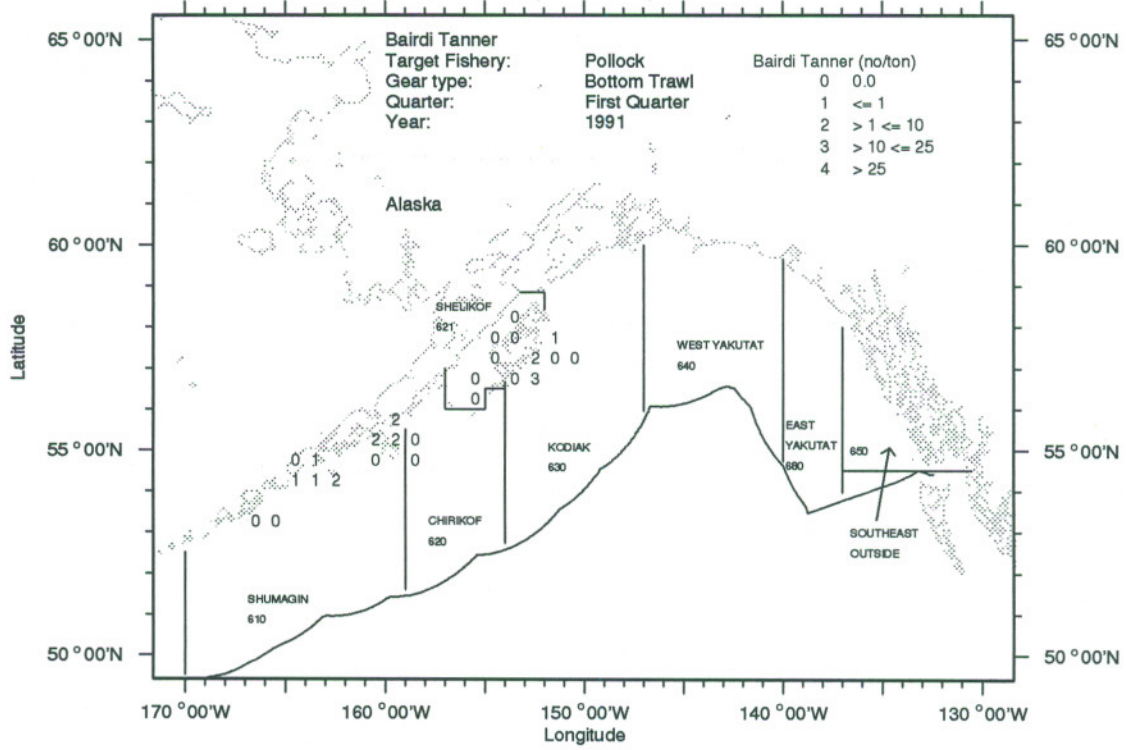 65 °00'N
65 °00'N
Bairdi Tanner
Target Fishery: Pollock
Gear type: Bottom Trawl
Quarter: First Quarter
Year: 1991
Bairdi Tanner (no/ton)
0 0.0
1 <= 1
2 > 1 <= 10
3 > 10 <= 25
4 > 25
Alaska
60 °00'N
60 °00'N
Latitude
SHELIKOF
621
0
0 0 1
0 2 0 0
0 0 3
0
WEST YAKUTAT
640
2
2 2 0
0 0
0 1
1 1 2
0 0
55 °00'N
55 °00'N
KODIAK
630
EAST
YAKUTAT
680
650
CHIRIKOF
620
SOUTHEAST
OUTSIDE
SHUMAGIN
610
50 °00'N
50 °00'N
170 °00'W 160 °00'W 150 °00'W 140 °00'W 130 °00'W
Longitude